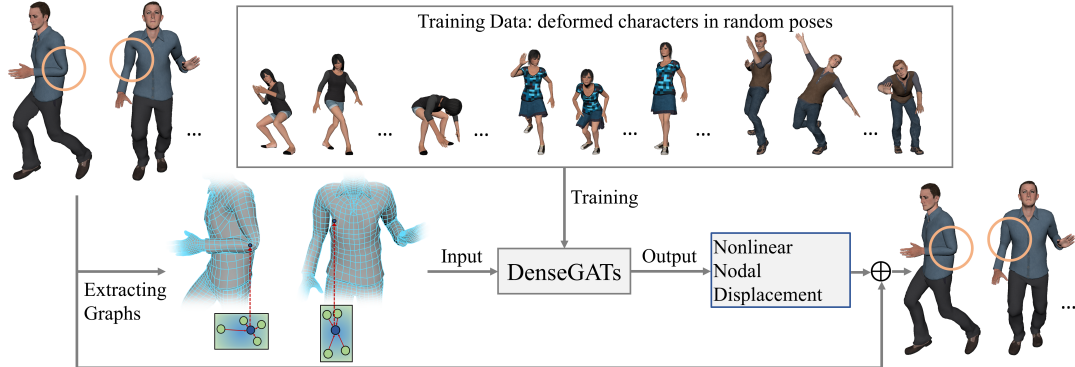 Training Data: deformed characters in random poses
...
... ... ... ... ...
Training
Extracting
Graphs
Input
DenseGATs
Output
Nonlinear
Nodal
Displacement
...